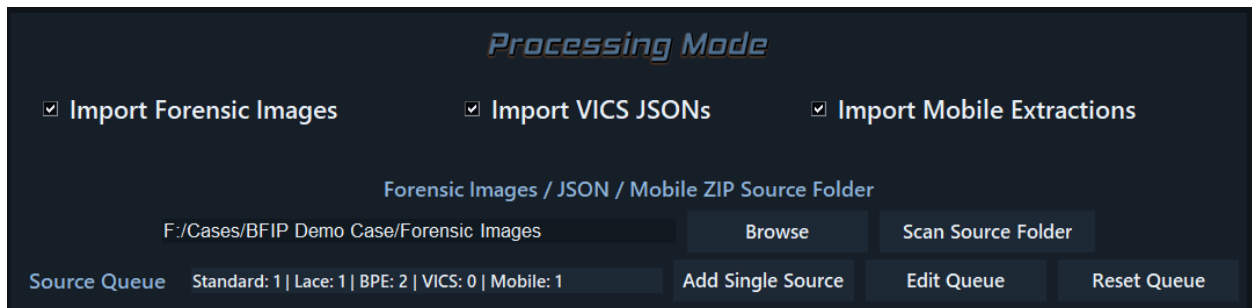 Processing Mode
Import Forensic Images Import VICS JSONs Import Mobile Extractions
Forensic Images / JSON / Mobile ZIP Source Folder
F:/Cases/BFIP Demo Case/Forensic Images Browse Scan Source Folder
Source Queue Standard: 1 | Lace: 1 | BPE: 2 | VICS: 0 | Mobile: 1 Add Single Source Edit Queue Reset Queue